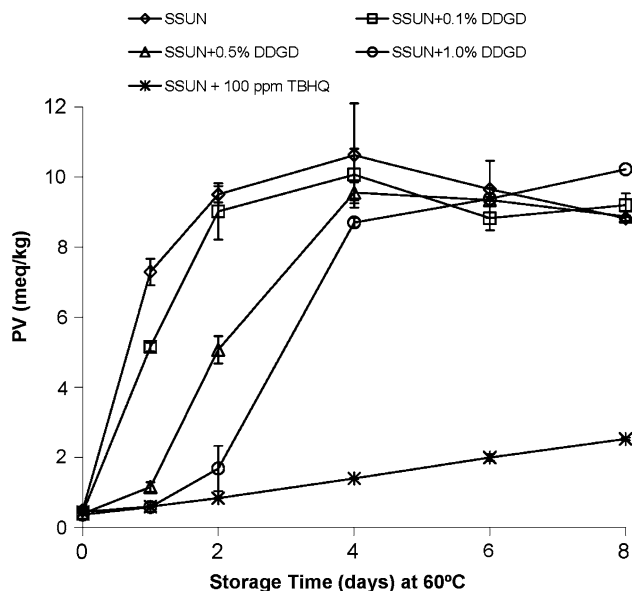 SSUN SSUN+0.1% DDGD
SSUN+0.5% DDGD SSUN+1.0% DDGD
SSUN + 100 ppm TBHQ
12
10
8
6
4
2
0
PV (meq/kg)
0 2 4 6 8
Storage Time (days) at 60ºC